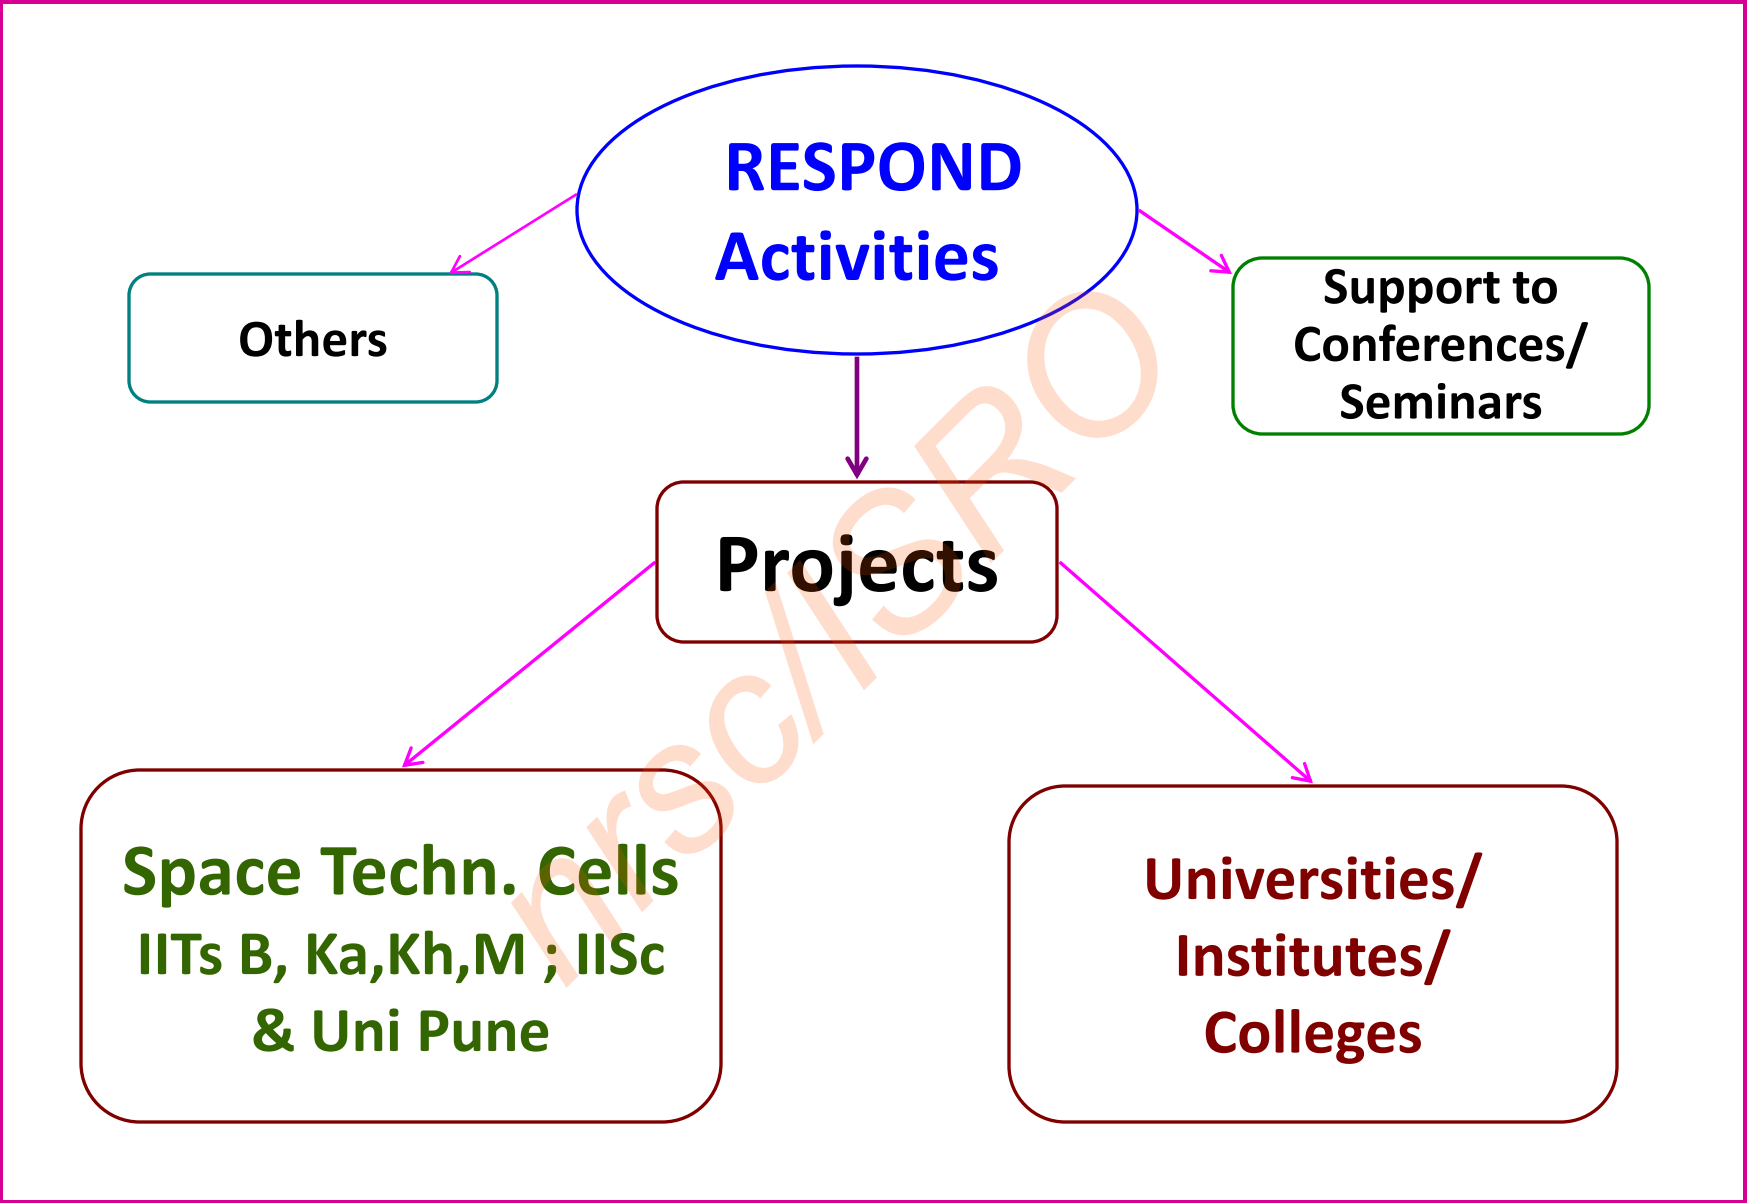 RESPOND
Activities
Others
Support to
Conferences/
Seminars
Projects
Space Techn. Cells
IITs B, Ka,Kh,M ; IISc
& Uni Pune
Universities/
Institutes/
Colleges
nrsc/ISRO